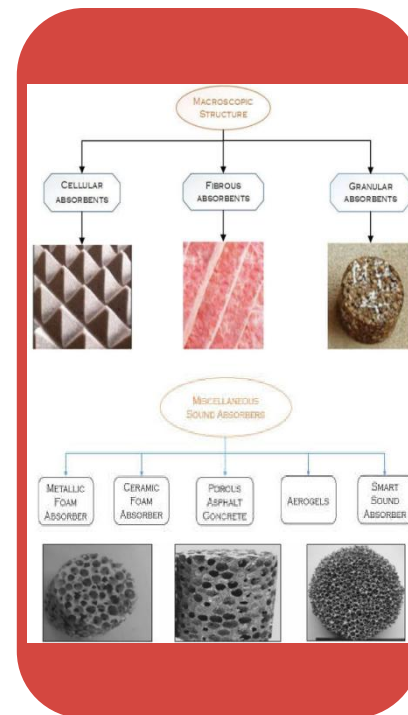 MACROSCOPIC
STRUCTURE
CELLULAR
ABSORBENTS
FIBROUS
ABSORBENTS
GRANULAR
ABSORBENTS
MISCELLANEOUS
SOUND ABSORBERS
METALLIC
FOAM
ABSORBER
CERAMIC
FOAM
ABSORBER
POROUS
ASPHALT
CONCRETE
AEROGELS
SMART
SOUND
ABSORBER